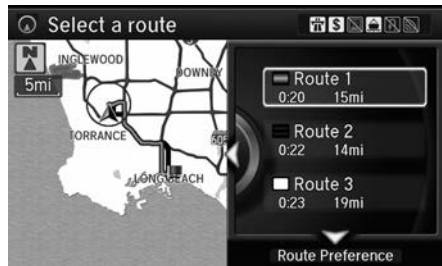 Select a route
$
N
5mi
INGLEWOOD
DOWNEY
TORRANCE
605
LONG BEACH
Route 1
0:20 15mi
Route 2
0:22 14mi
Route 3
0:23 19mi
Route Preference